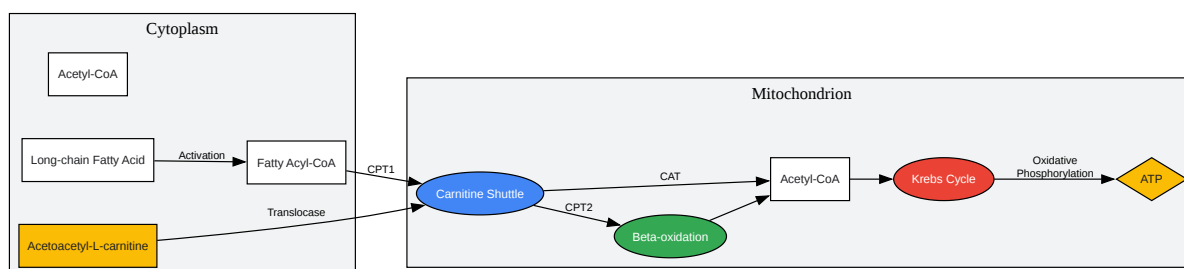 Cytoplasm
Acetyl-CoA
Long-chain Fatty Acid
Activation
Fatty Acyl-CoA
CPT1
Translocase
Acetoacetyl-L-carnitine
Mitochondrion
Carnitine Shuttle
CAT
CPT2
Beta-oxidation
Acetyl-CoA
Krebs Cycle
Oxidative
Phosphorylation
ATP